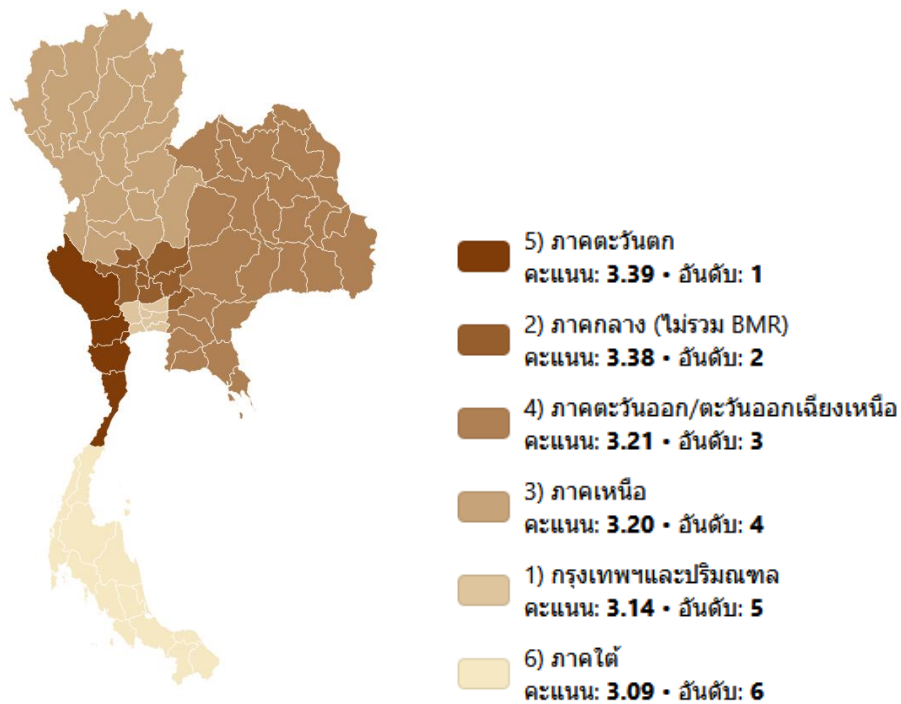 5) ภาคตะวันตก
คะแนน: 3.39 • อันดับ: 1
2) ภาคกลาง (ไม่รวม BMR)
คะแนน: 3.38 • อันดับ: 2
4) ภาคตะวันออก/ตะวันออกเฉียงเหนือ
คะแนน: 3.21 • อันดับ: 3
3) ภาคเหนือ
คะแนน: 3.20 • อันดับ: 4
1) กรุงเทพฯและปริมณฑล
คะแนน: 3.14 • อันดับ: 5
6) ภาคใต้
คะแนน: 3.09 • อันดับ: 6